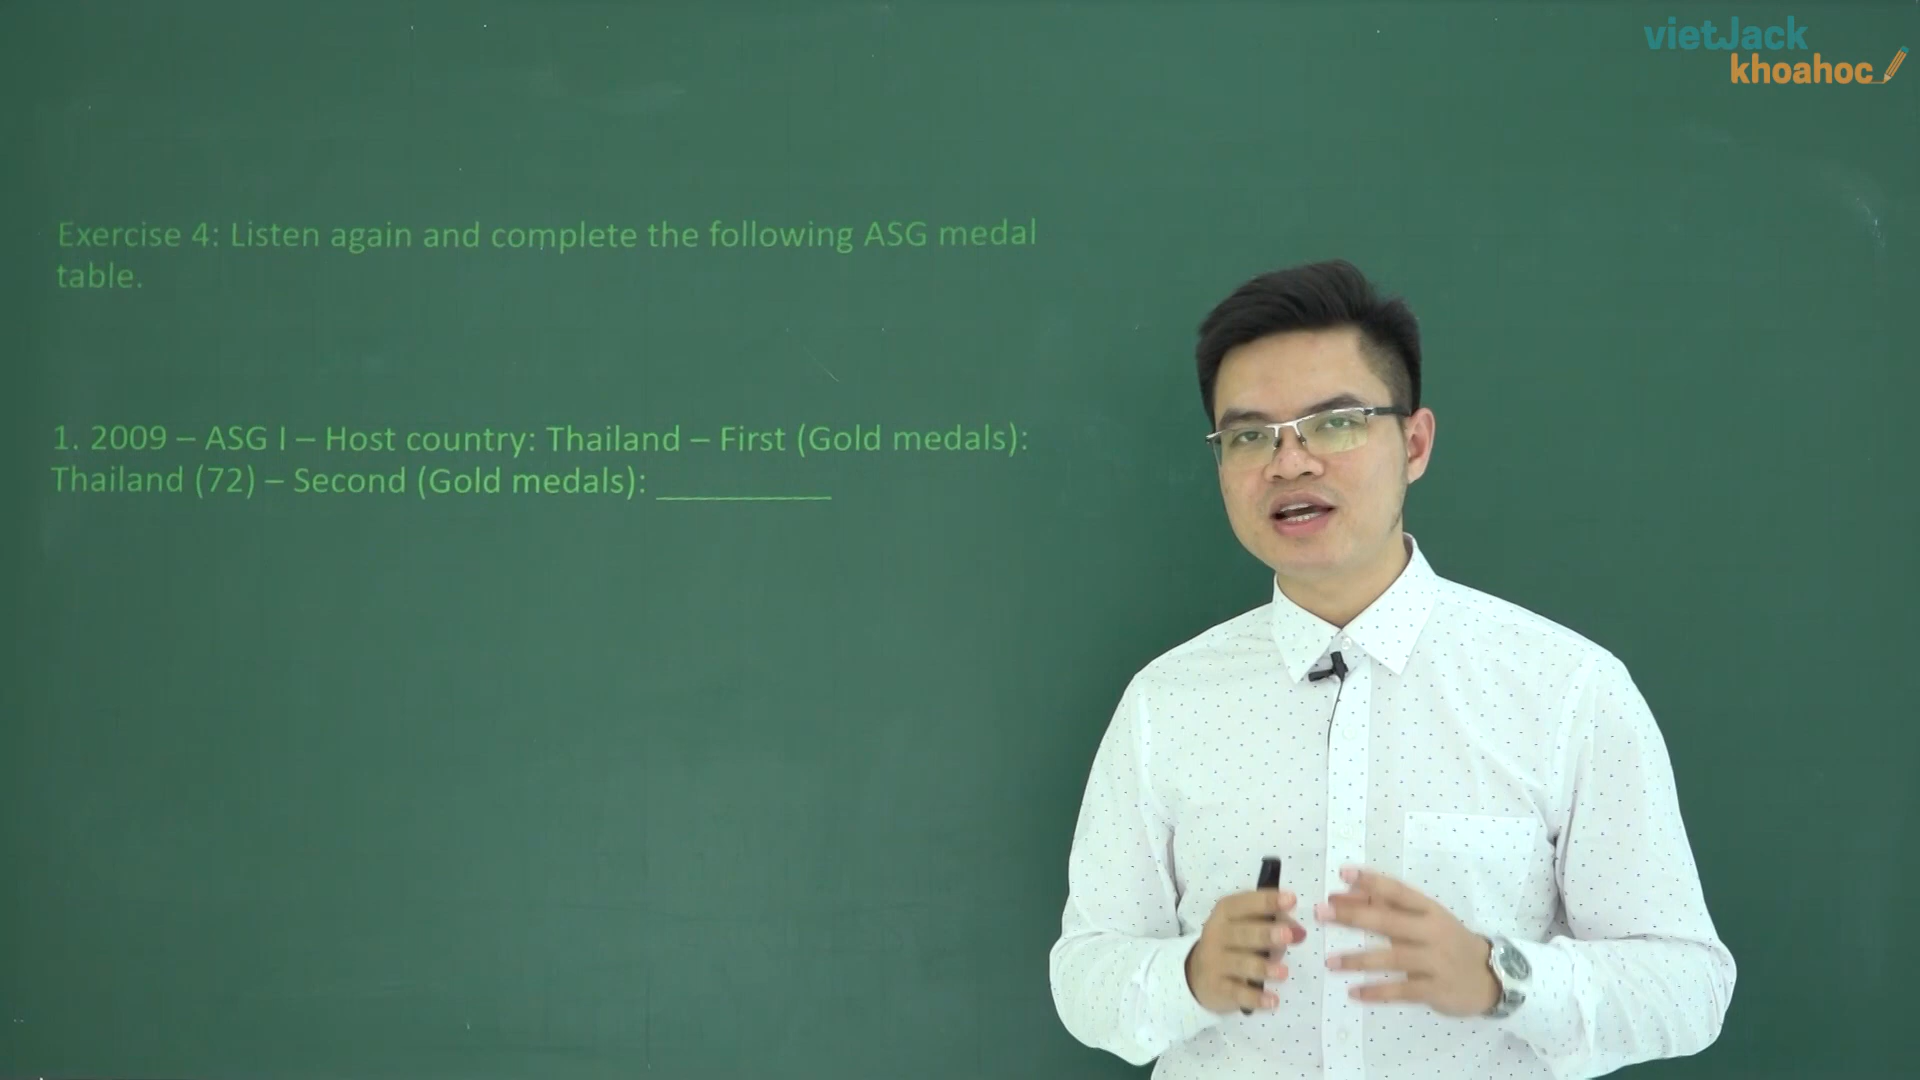 vietJack
khoahoc
Exercise 4: Listen again and complete the following ASG medal
table.
1. 2009 – ASG I – Host country: Thailand – First (Gold medals):
Thailand (72) – Second (Gold medals): __________